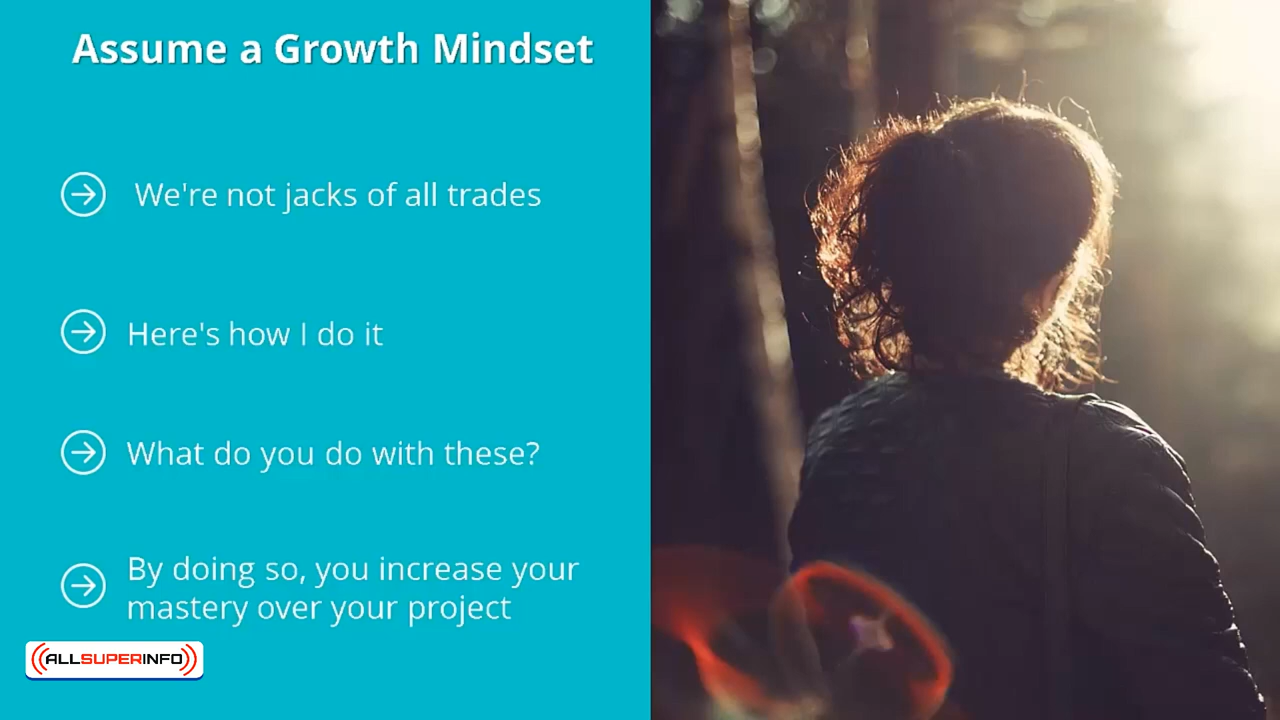 Assume a Growth Mindset
We're not jacks of all trades
Here's how I do it
What do you do with these?
By doing so, you increase your
mastery over your project
ALLSUPERINFO